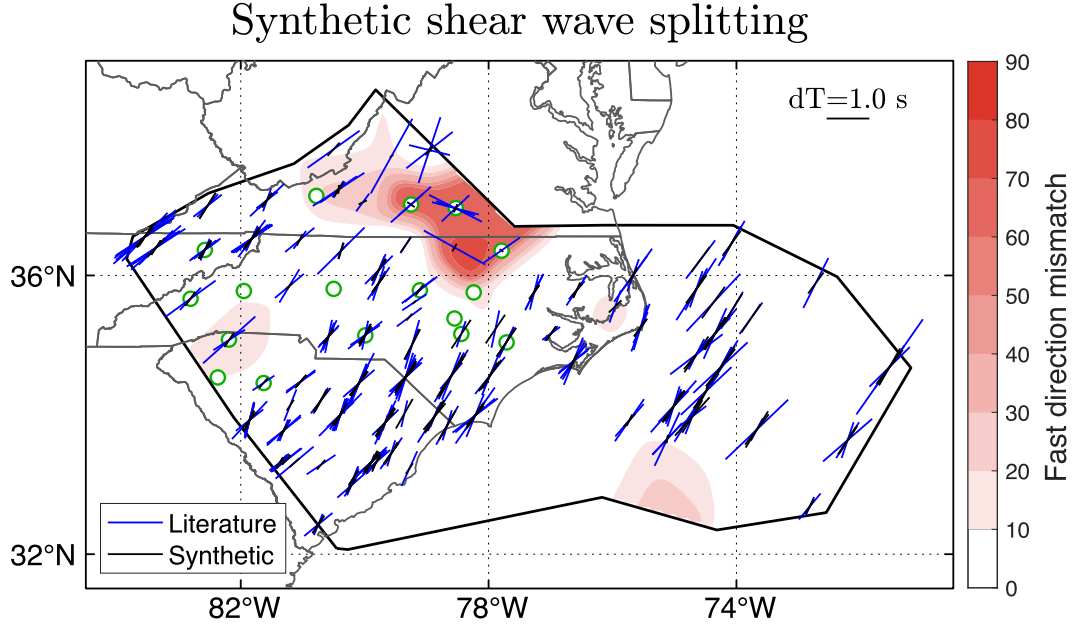 Synthetic shear wave splitting
dT=1.0 s
90
80
70
60
50
40
30
20
10
0
Fast direction mismatch
36°N
32°N
Literature
Synthetic
82°W
78°W
74°W